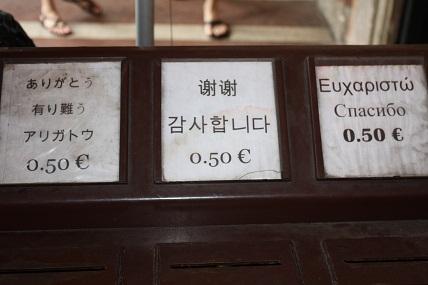 ありがとう
有り難う
アリガトウ
0.50 €
谢谢
감사합니다
0.50 €
Ευχαριστώ
Спасибо
0.50 €